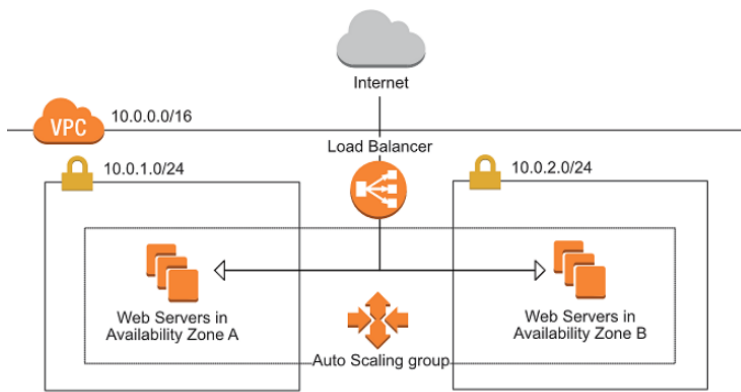 Internet
VPC
10.0.0.0/16
Load Balancer
10.0.1.0/24
10.0.2.0/24
Web Servers in
Availability Zone A
Web Servers in
Availability Zone B
Auto Scaling group